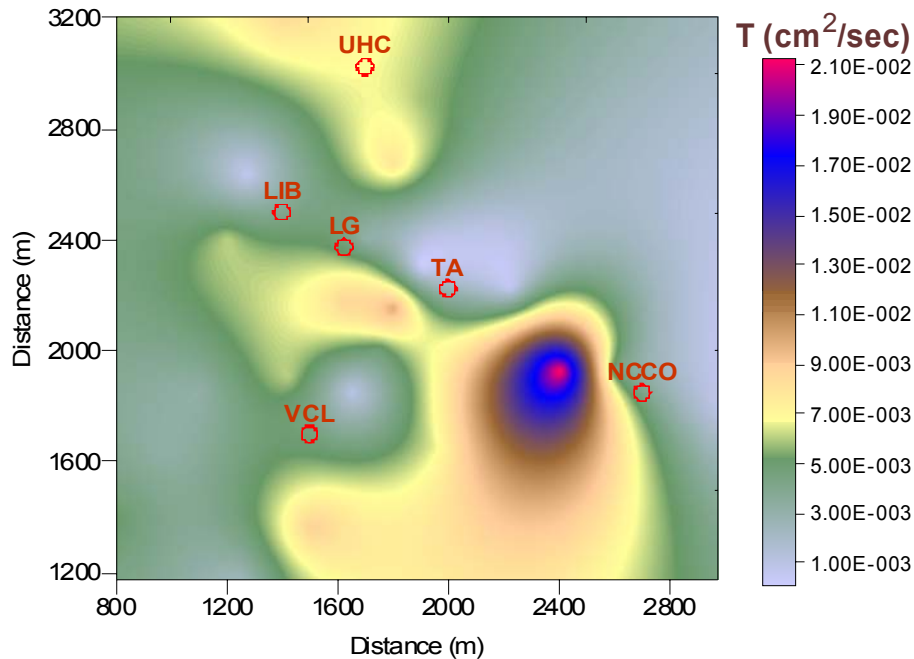 3200
2800
2400
2000
1600
1200
Distance (m)
800
1200
1600
2000
2400
2800
Distance (m)
UHC
LIB
LG
TA
NCCO
VCL
T (cm²/sec)
2.10E-002
1.90E-002
1.70E-002
1.50E-002
1.30E-002
1.10E-002
9.00E-003
7.00E-003
5.00E-003
3.00E-003
1.00E-003